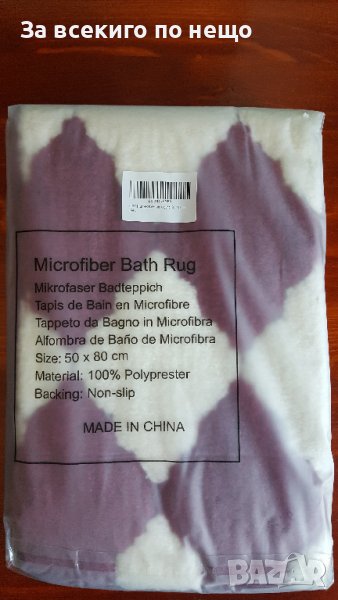 За всекиго по нещо
Microfiber Bath Rug
Mikrofaser Badteppich
Tapis de Bain en Microfibre
Tappeto da Bagno in Microfibra
Alfombra de Baño de Microfibra
Size: 50 x 80 cm
Material: 100% Polyprester
Backing: Non-slip
MADE IN CHINA
BAZAR